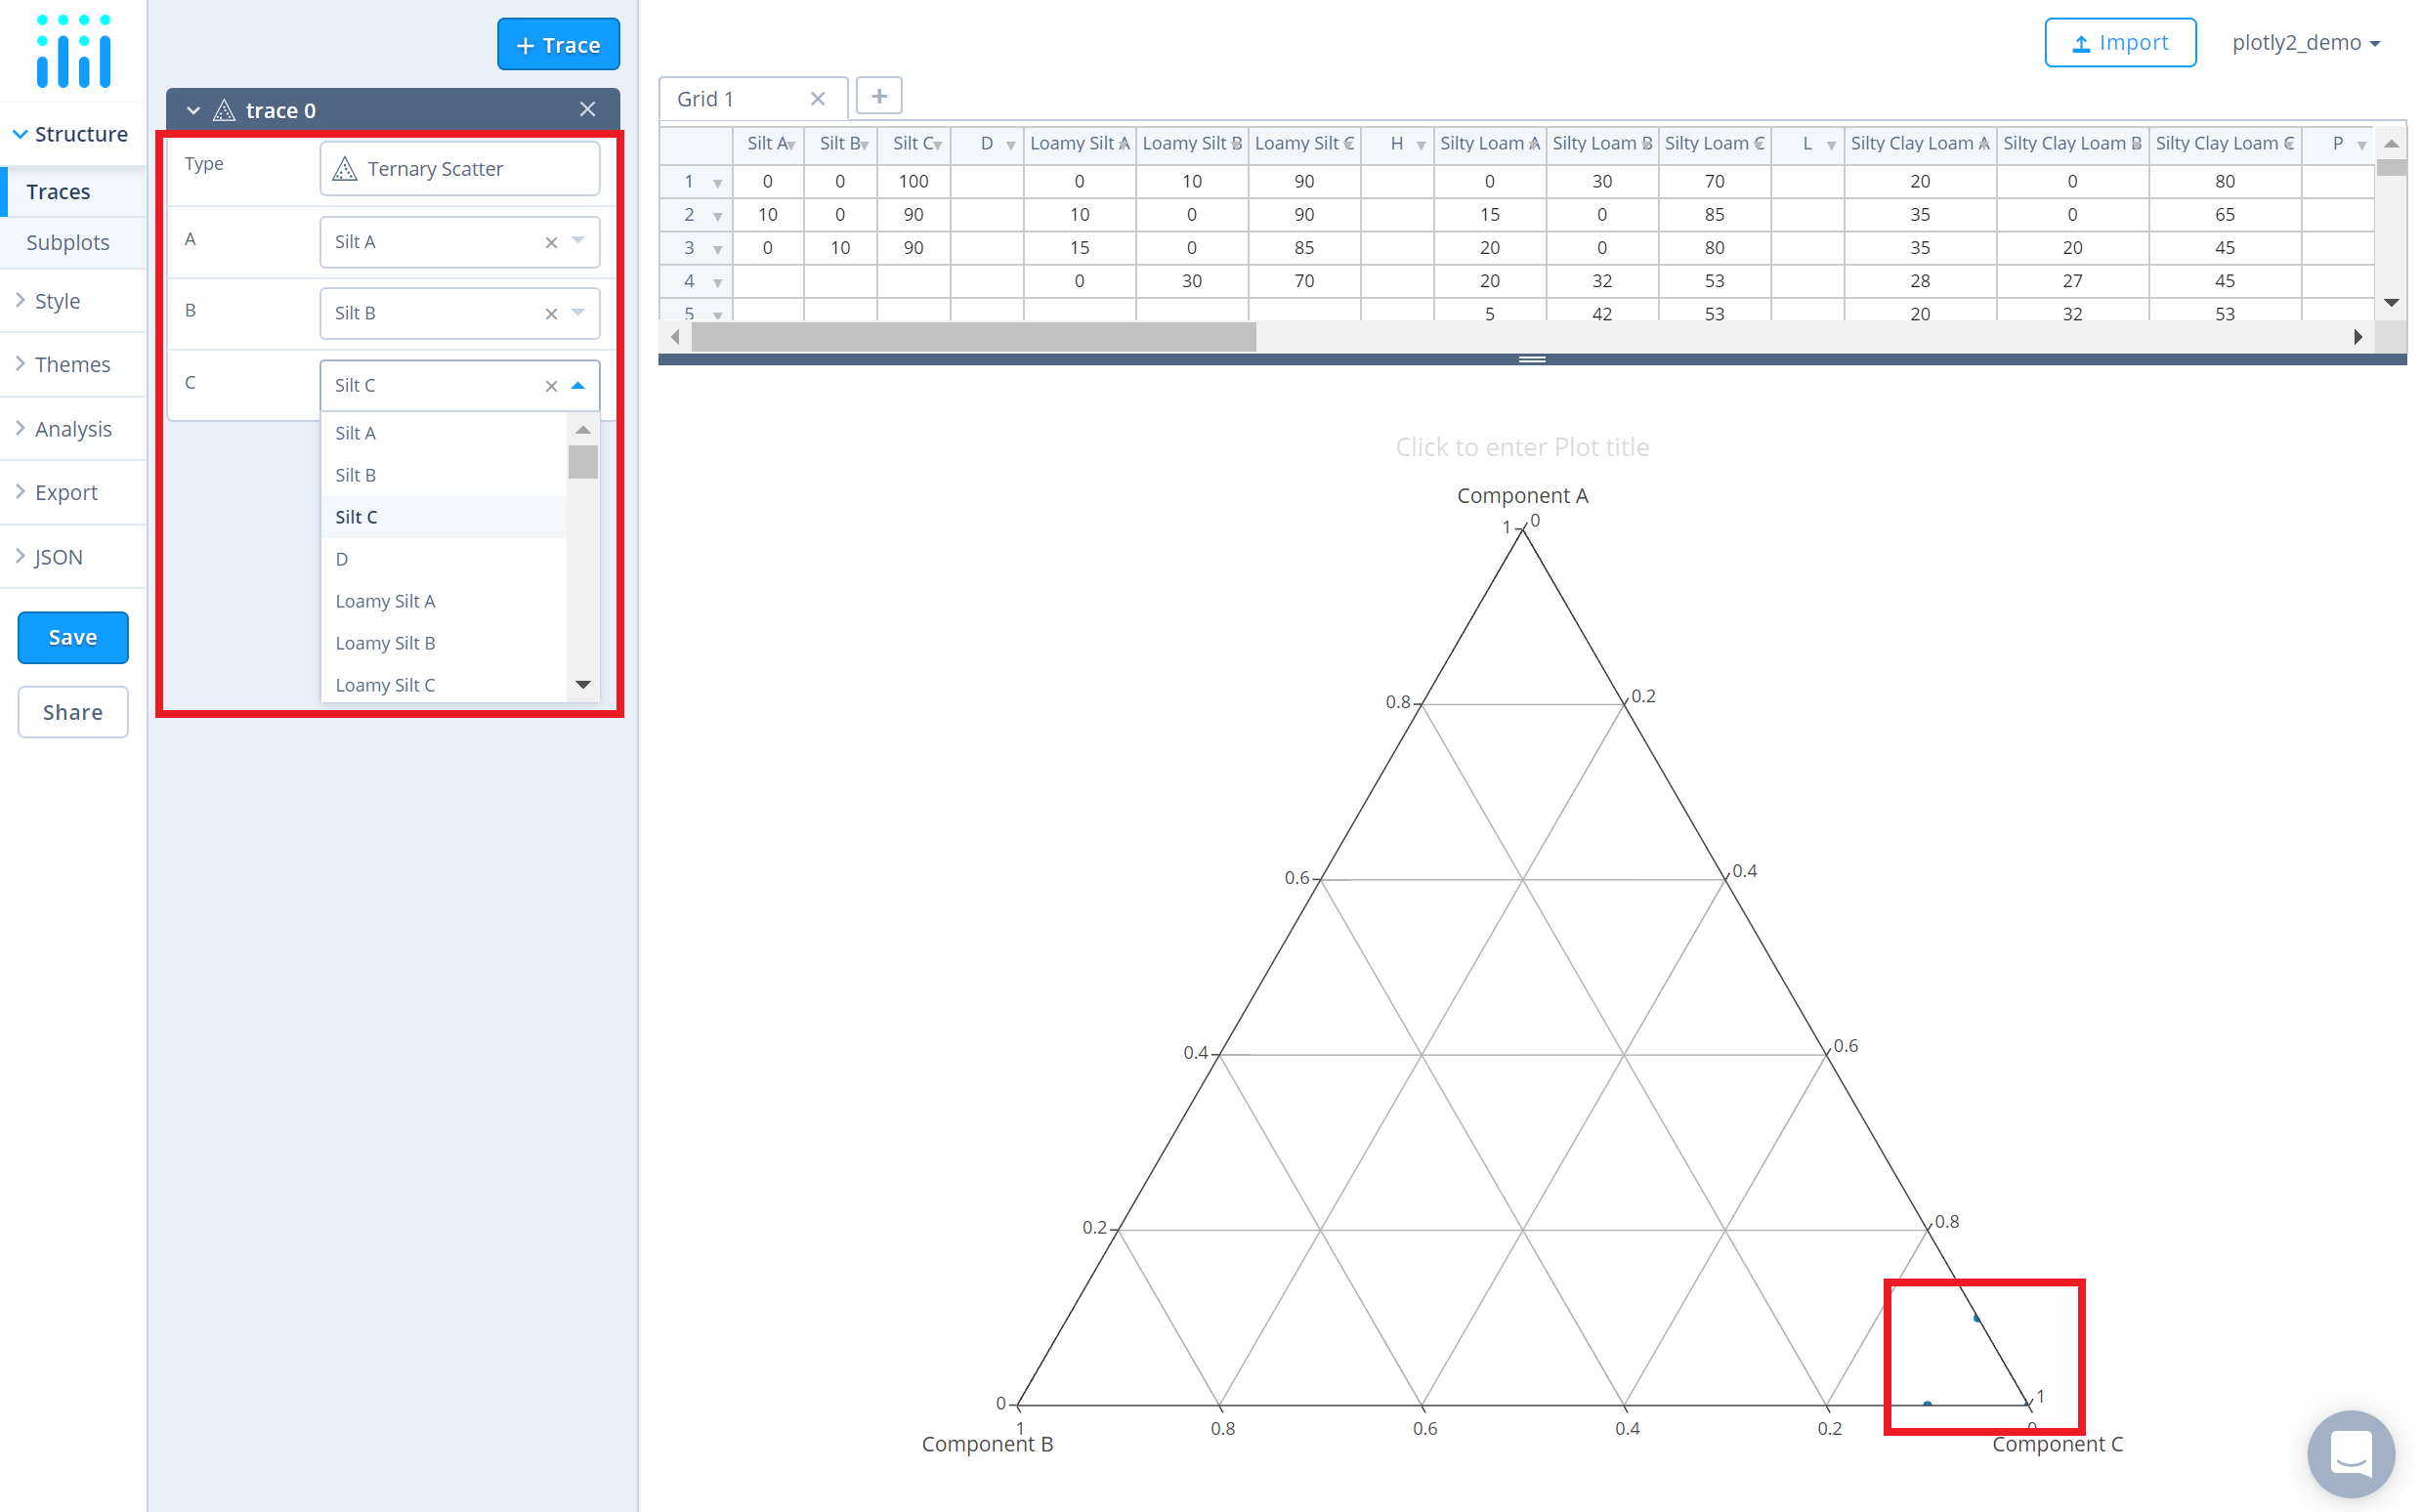 + Trace
Import
plotly2_demo
trace 0
Grid 1
+
Structure
Traces
Subplots
Style
Themes
Analysis
Export
JSON
Save
Share
Type Ternary Scatter
A Silt A
B Silt B
C Silt C
Silt A
Silt B
Silt C
D
Loamy Silt A
Loamy Silt B
Loamy Silt C
Silt A Silt B Silt C D Loamy Silt A Loamy Silt B Loamy Silt C H Silty Loam A Silty Loam B Silty Loam C L Silty Clay Loam A Silty Clay Loam B Silty Clay Loam C P
1 0 0 100 0 10 90 0 30 70 20 0 80
2 10 0 90 10 0 90 15 0 85 35 0 65
3 0 10 90 15 0 85 20 0 80 35 20 45
4 0 30 70 20 32 53 28 27 45
5 5 42 53 20 32 53
Click to enter Plot title
Component A
1 0
0.8 0.2
0.6 0.4
0.4 0.6
0.2 0.8
0 1
1 0.8 0.6 0.4 0.2 0
Component B Component C